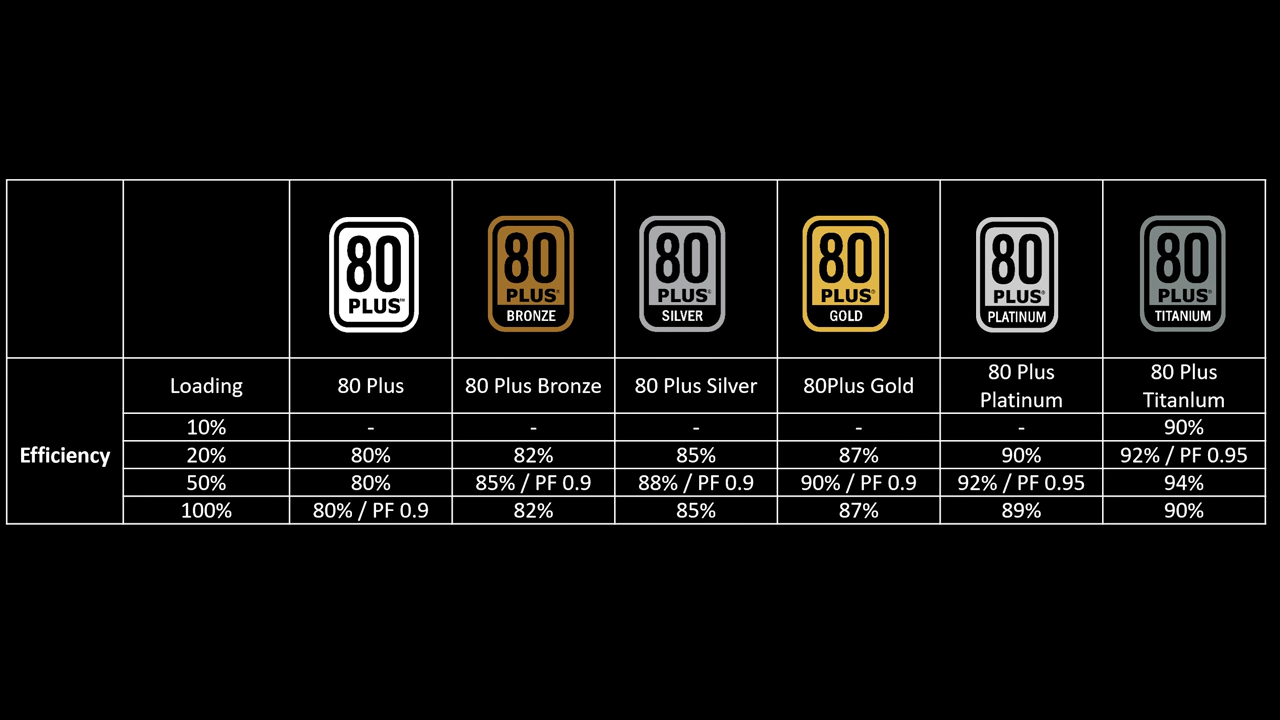 80 PLUS™
80 PLUS® BRONZE
80 PLUS® SILVER
80 PLUS® GOLD
80 PLUS® PLATINUM
80 PLUS® TITANIUM
Efficiency
Loading 80 Plus 80 Plus Bronze 80 Plus Silver 80Plus Gold 80 Plus Platinum 80 Plus Titanlum
10% - - - - - 90%
20% 80% 82% 85% 87% 90% 92% / PF 0.95
50% 80% 85% / PF 0.9 88% / PF 0.9 90% / PF 0.9 92% / PF 0.95 94%
100% 80% / PF 0.9 82% 85% 87% 89% 90%